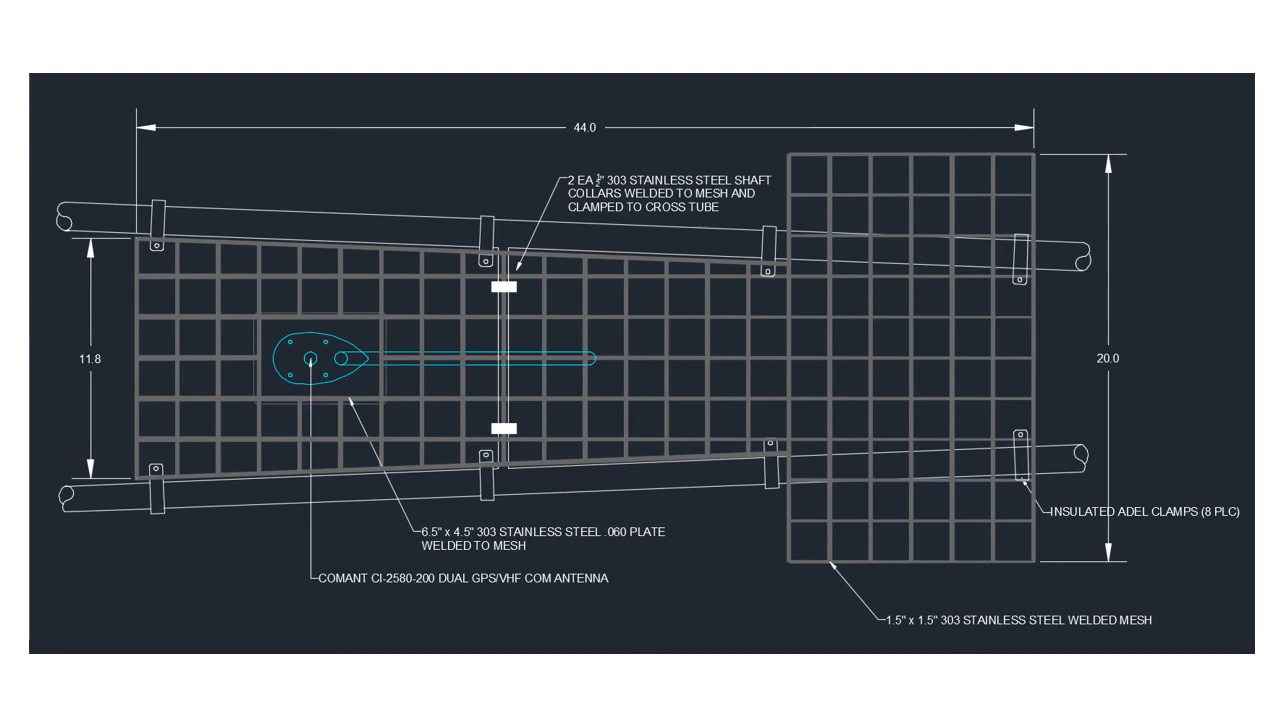 44.0
2 EA ½" 303 STAINLESS STEEL SHAFT
COLLARS WELDED TO MESH AND
CLAMPED TO CROSS TUBE
11.8
20.0
INSULATED ADEL CLAMPS (8 PLC)
6.5" x 4.5" 303 STAINLESS STEEL .060 PLATE
WELDED TO MESH
COMANT CI-2580-200 DUAL GPS/VHF COM ANTENNA
1.5" x 1.5" 303 STAINLESS STEEL WELDED MESH